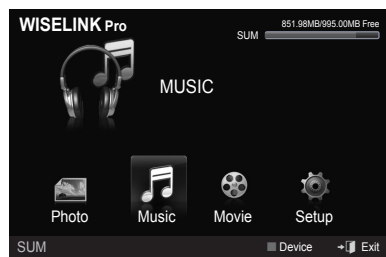 WISELINK Pro
851.98MB/995.00MB Free
SUM
MUSIC
Photo Music Movie Setup
SUM Device Exit